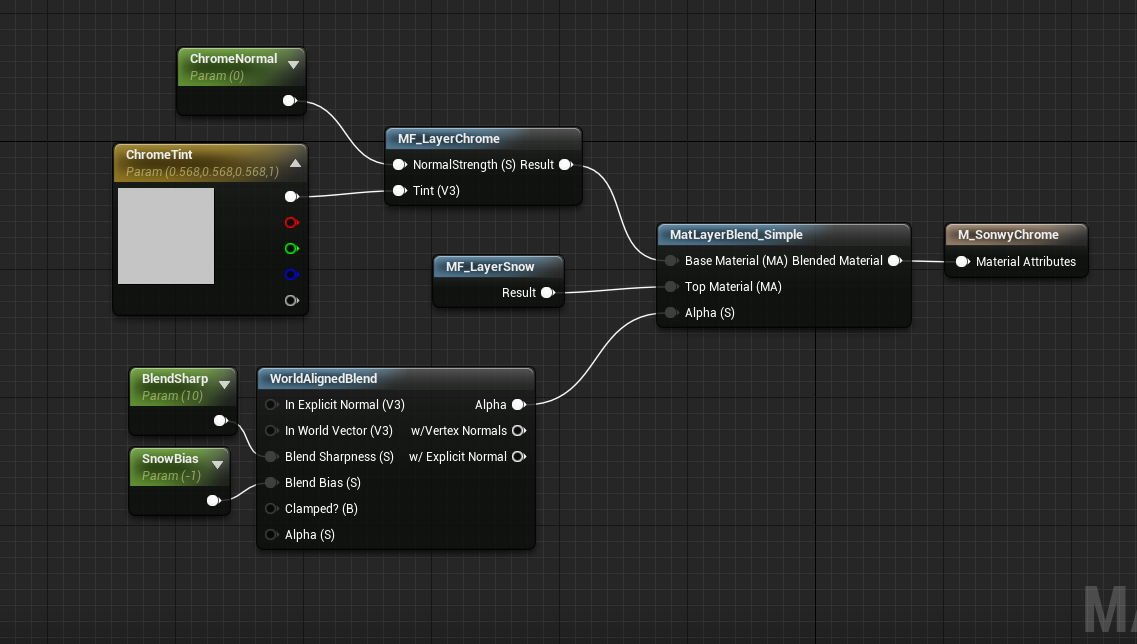 ChromeNormal
Param (0)
ChromeTint
Param (0.568,0.568,0.568,1)
MF_LayerChrome
NormalStrength (S) Result
Tint (V3)
MF_LayerSnow
Result
MatLayerBlend_Simple
Base Material (MA) Blended Material
Top Material (MA)
Alpha (S)
M_SonwyChrome
Material Attributes
BlendSharp
Param (10)
SnowBias
Param (-1)
WorldAlignedBlend
In Explicit Normal (V3) Alpha
In World Vector (V3) w/Vertex Normals
Blend Sharpness (S) w/ Explicit Normal
Blend Bias (S)
Clamped? (B)
Alpha (S)